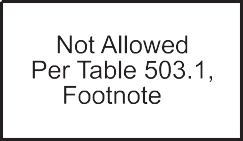 Not Allowed
Per Table 503.1,
Footnote